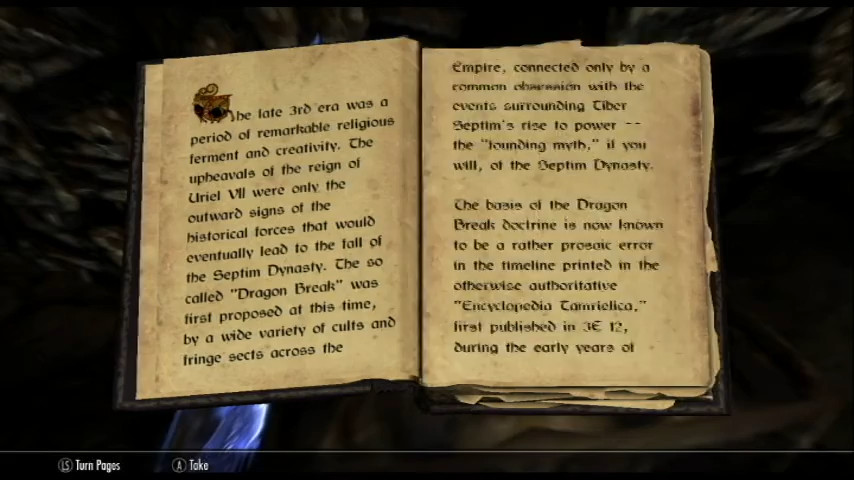 The late 3rd era was a
period of remarkable religious
ferment and creativity. The
upheavals of the reign of
Uriel VII were only the
outward signs of the
historical forces that would
eventually lead to the fall of
the Septim Dynasty. The so
called "Dragon Break" was
first proposed at this time,
by a wide variety of cults and
fringe sects across the
Empire, connected only by a
common obsession with the
events surrounding Tiber
Septim's rise to power --
the "founding myth," if you
will, of the Septim Dynasty.
The basis of the Dragon
Break doctrine is now known
to be a rather prosaic error
in the timeline printed in the
otherwise authoritative
"Encyclopedia Tamrielica,"
first published in 3E 12,
during the early years of
LS Turn Pages
A Take